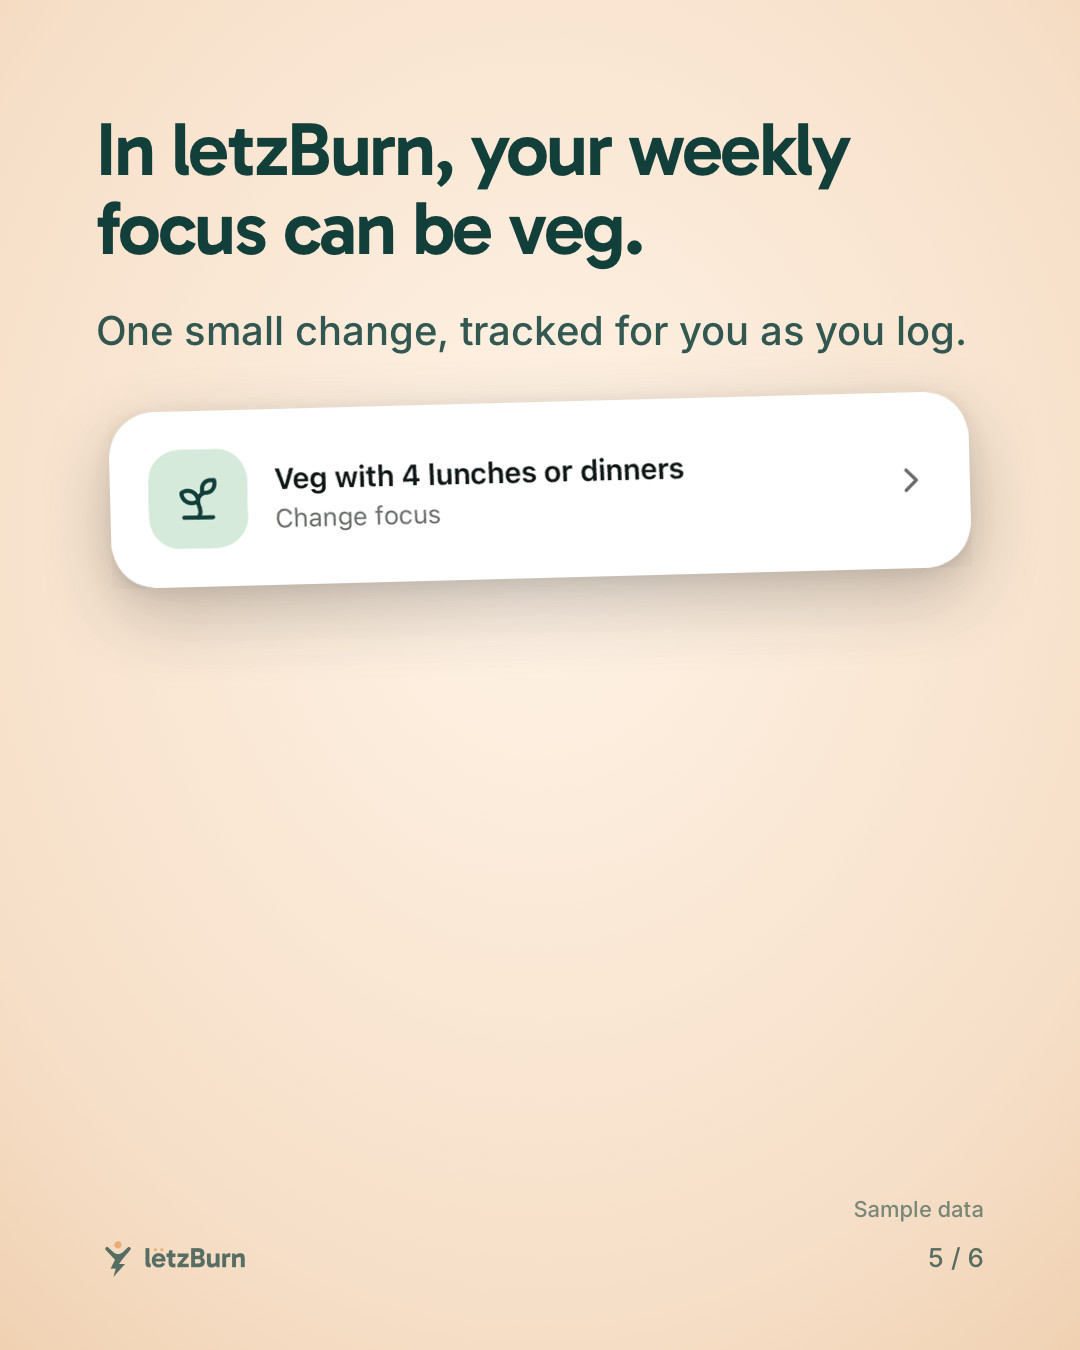 In letzBurn, your weekly
focus can be veg.
One small change, tracked for you as you log.
Veg with 4 lunches or dinners
Change focus
Sample data
lëtzBurn
5 / 6